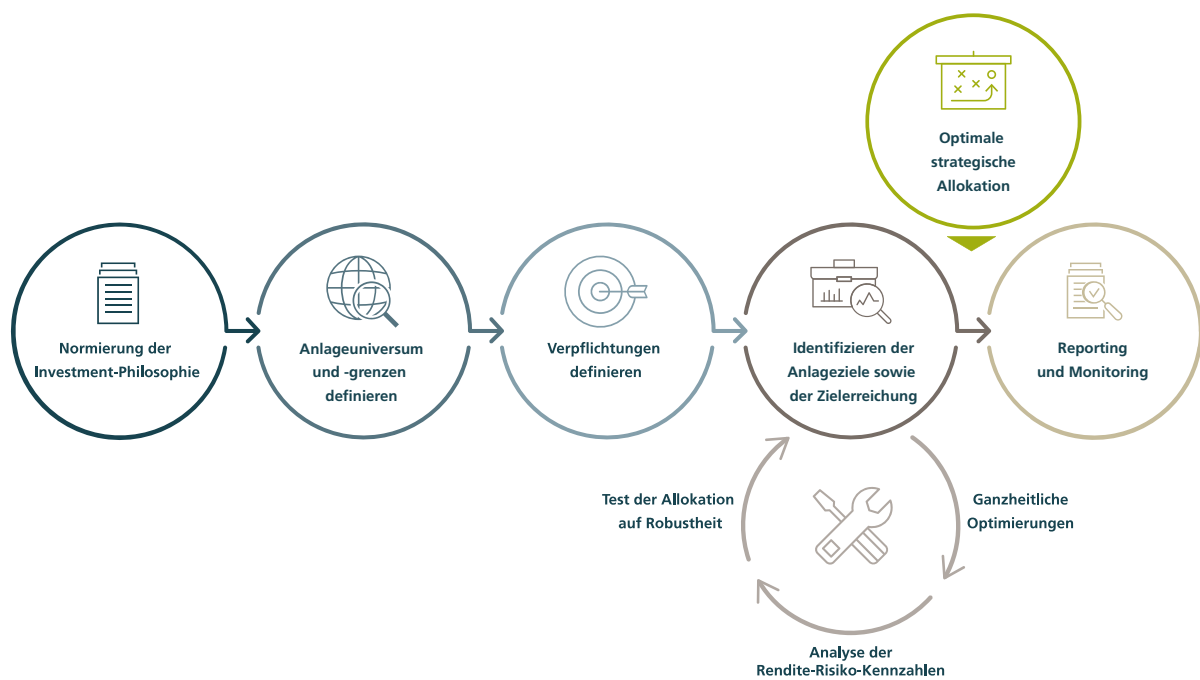 Optimale
strategische
Allokation
Normierung der
Investment-Philosophie
Anlageuniversum
und -grenzen
definieren
Verpflichtungen
definieren
Identifizieren der
Anlageziele sowie
der Zielerreichung
Reporting
und Monitoring
Test der Allokation
auf Robustheit
Ganzheitliche
Optimierungen
Analyse der
Rendite-Risiko-Kennzahlen